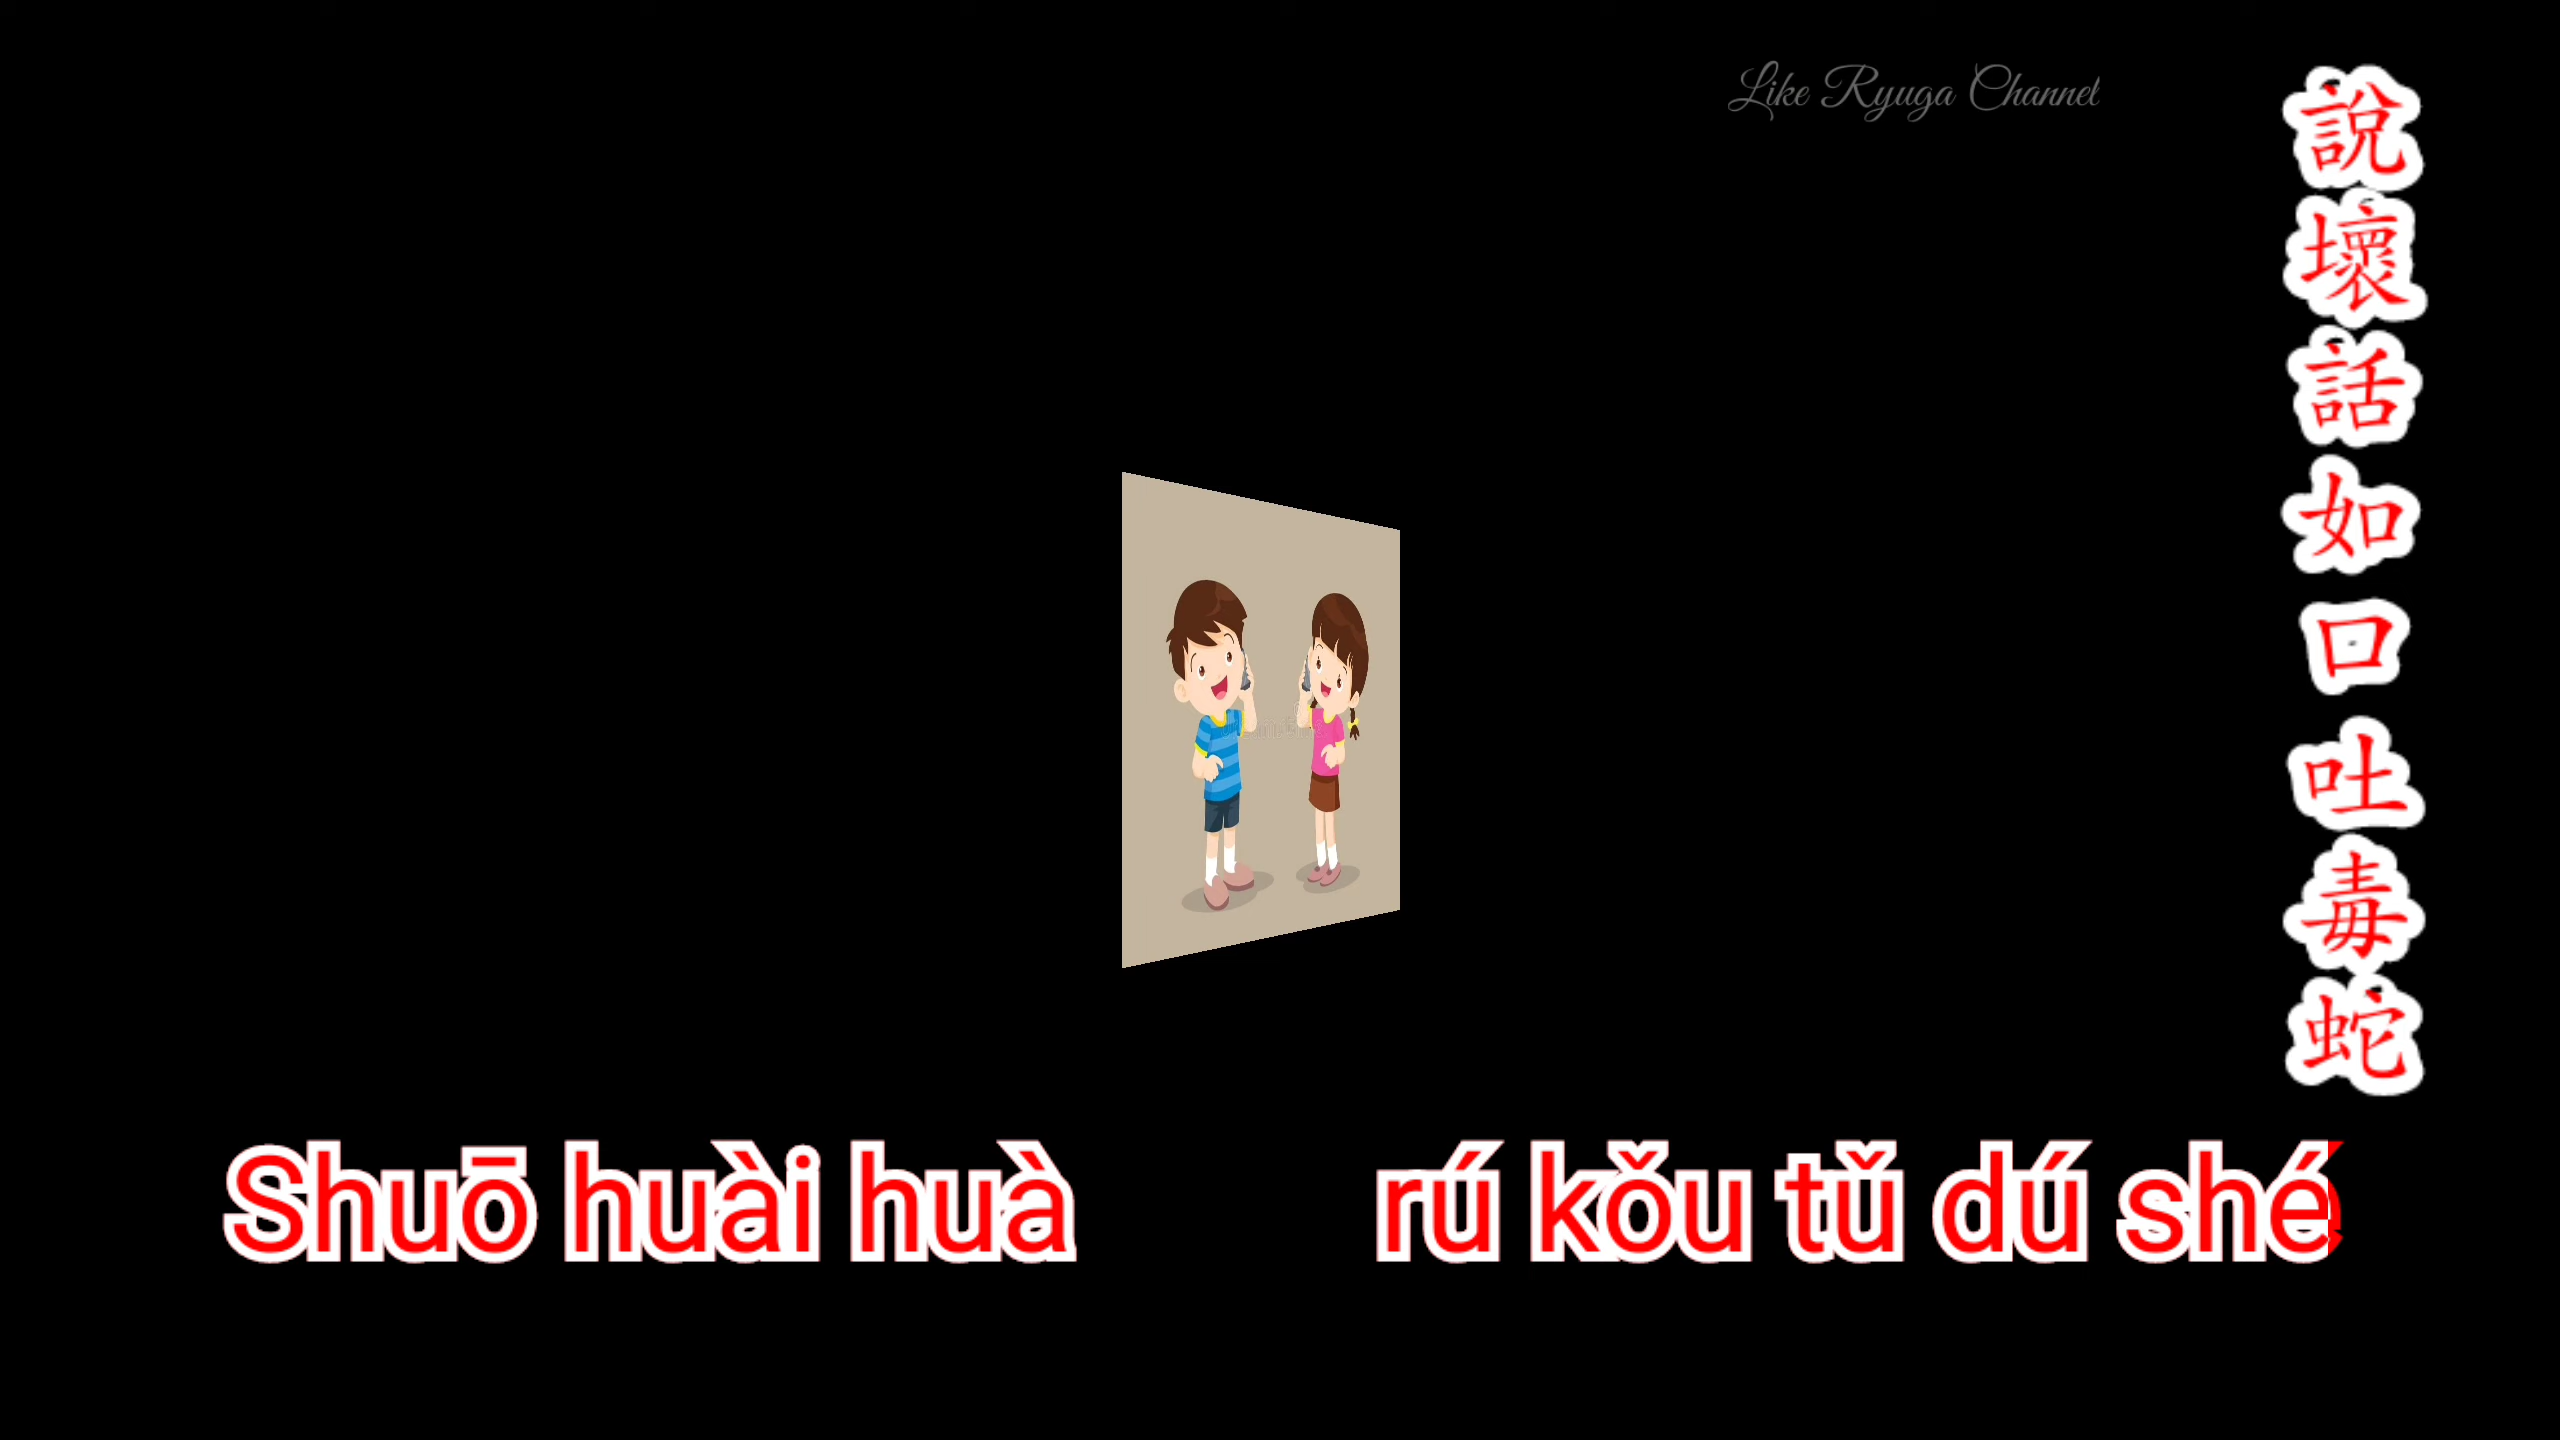 Like Ryuga Channel
說壞話如口吐毒蛇
Shuō huài huà rú kǒu tǔ dú shé